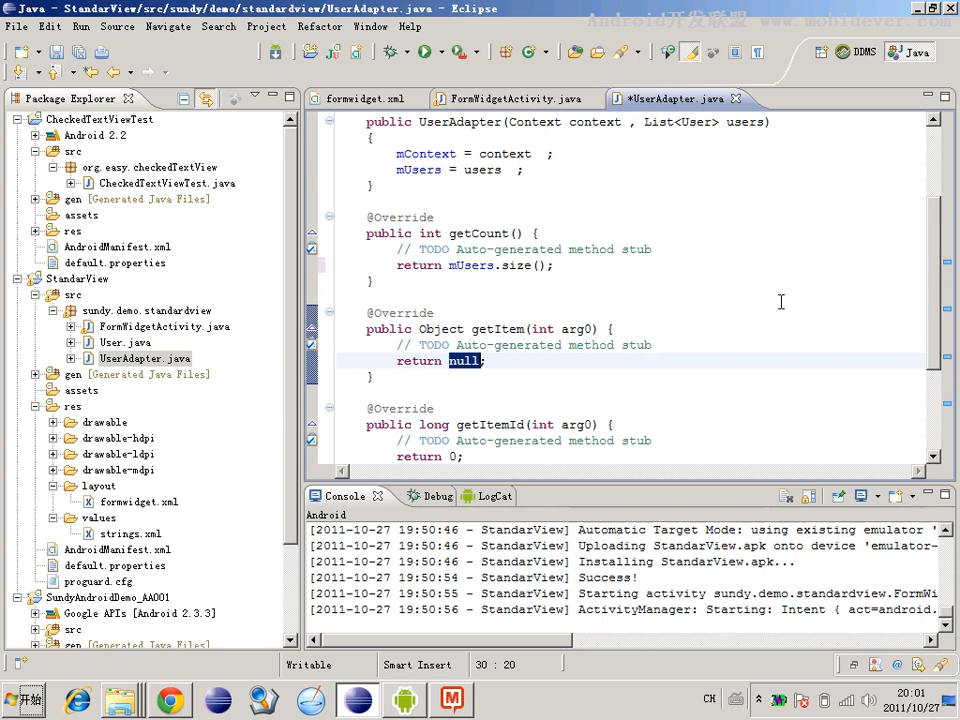 Java - StandarView/src/sundy/demo/standardview/UserAdapter.java - Eclipse
Android开发联盟 www.mobidever.com
File Edit Run Source Navigate Search Project Refactor Window Help
DDMS Java
Package Explorer
formwidget.xml FormWidgetActivity.java *UserAdapter.java
CheckedTextViewTest
Android 2.2
src
org.easy.checkedTextView
CheckedTextViewTest.java
gen [Generated Java Files]
assets
res
AndroidManifest.xml
default.properties
StandarView
src
sundy.demo.standardview
FormWidgetActivity.java
User.java
UserAdapter.java
gen [Generated Java Files]
assets
res
drawable
drawable-hdpi
drawable-ldpi
drawable-mdpi
layout
formwidget.xml
values
strings.xml
AndroidManifest.xml
default.properties
proguard.cfg
SundyAndroidDemo_AA001
Google APIs [Android 2.3.3]
src
gen [Generated Java Files]
public UserAdapter(Context context , List<User> users)
{
mContext = context ;
mUsers = users ;
}
@Override
public int getCount() {
// TODO Auto-generated method stub
return mUsers.size();
}
@Override
public Object getItem(int arg0) {
// TODO Auto-generated method stub
return null;
}
@Override
public long getItemId(int arg0) {
// TODO Auto-generated method stub
return 0;
Console Debug LogCat
Android
[2011-10-27 19:50:46 - StandarView] Automatic Target Mode: using existing emulator '
[2011-10-27 19:50:46 - StandarView] Uploading StandarView.apk onto device 'emulator-
[2011-10-27 19:50:46 - StandarView] Installing StandarView.apk...
[2011-10-27 19:50:54 - StandarView] Success!
[2011-10-27 19:50:55 - StandarView] Starting activity sundy.demo.standardview.FormWi
[2011-10-27 19:50:56 - StandarView] ActivityManager: Starting: Intent { act=android.
Writable Smart Insert 30 : 20
开始
CH
20:01
2011/10/27